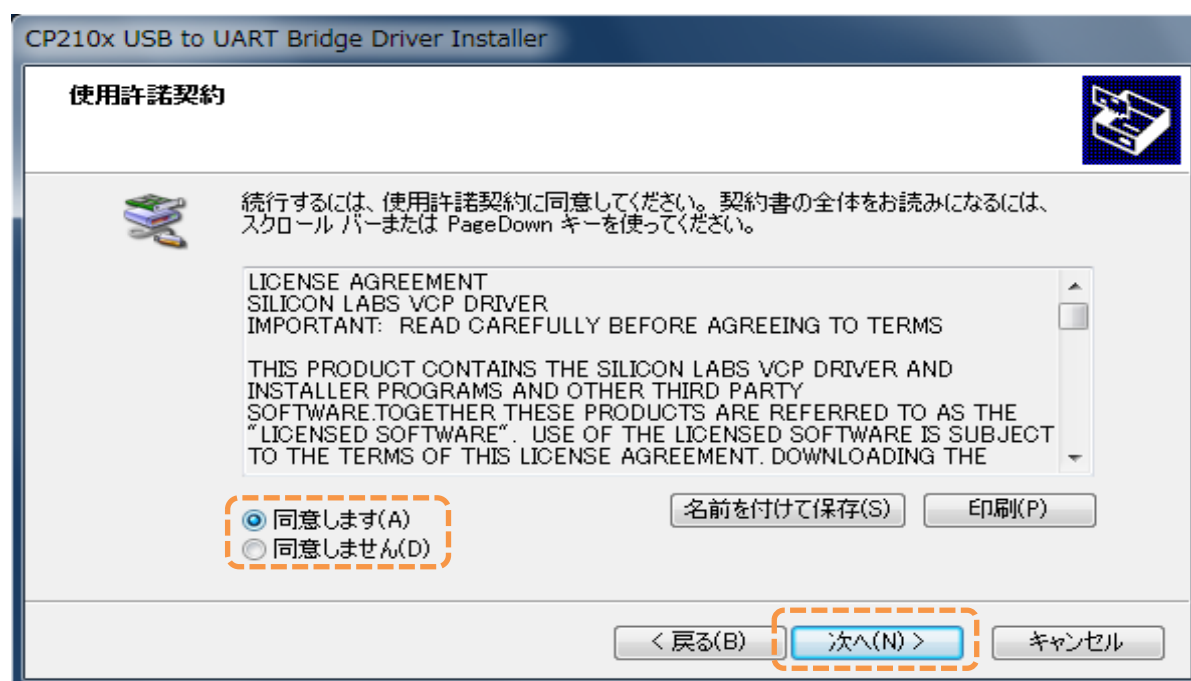 CP210x USB to UART Bridge Driver Installer
使用許諾契約
続行するには、使用許諾契約に同意してください。契約書の全体をお読みになるには、
スクロール バーまたは PageDown キーを使ってください。
LICENSE AGREEMENT
SILICON LABS VCP DRIVER
IMPORTANT:  READ CAREFULLY BEFORE AGREEING TO TERMS
THIS PRODUCT CONTAINS THE SILICON LABS VCP DRIVER AND
INSTALLER PROGRAMS AND OTHER THIRD PARTY
SOFTWARE.TOGETHER THESE PRODUCTS ARE REFERRED TO AS THE
"LICENSED SOFTWARE".  USE OF THE LICENSED SOFTWARE IS SUBJECT
TO THE TERMS OF THIS LICENSE AGREEMENT. DOWNLOADING THE
同意します(A)
名前を付けて保存(S)
印刷(P)
同意しません(D)
< 戻る(B)
次へ(N) >
キャンセル